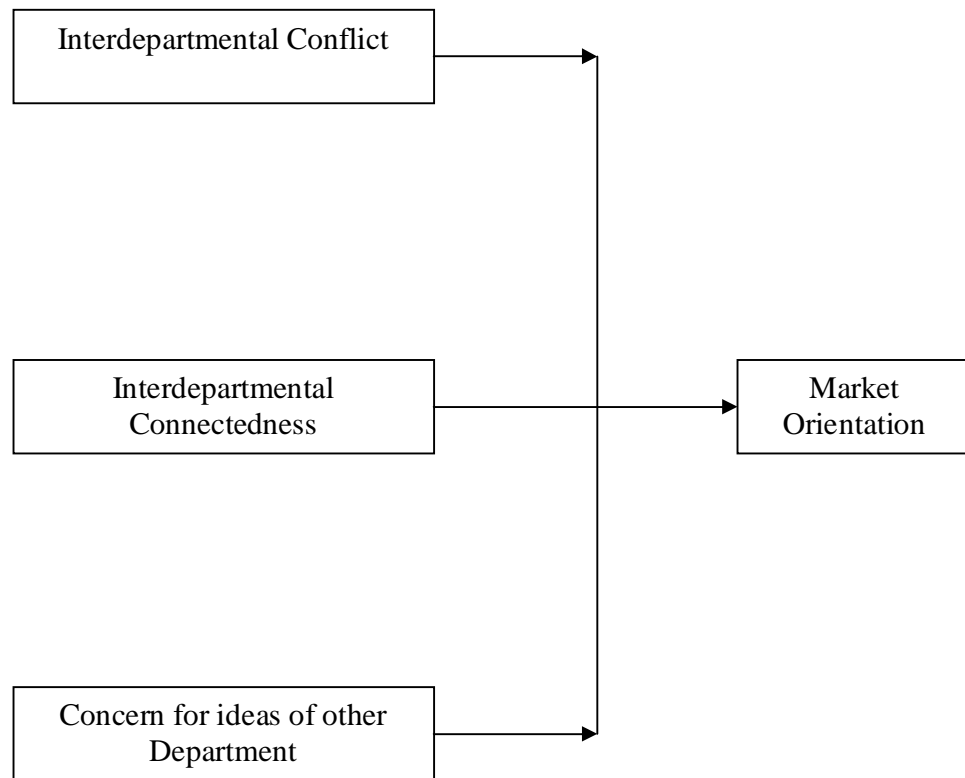 Interdepartmental Conflict
Interdepartmental
Connectedness
Market
Orientation
Concern for ideas of other
Department